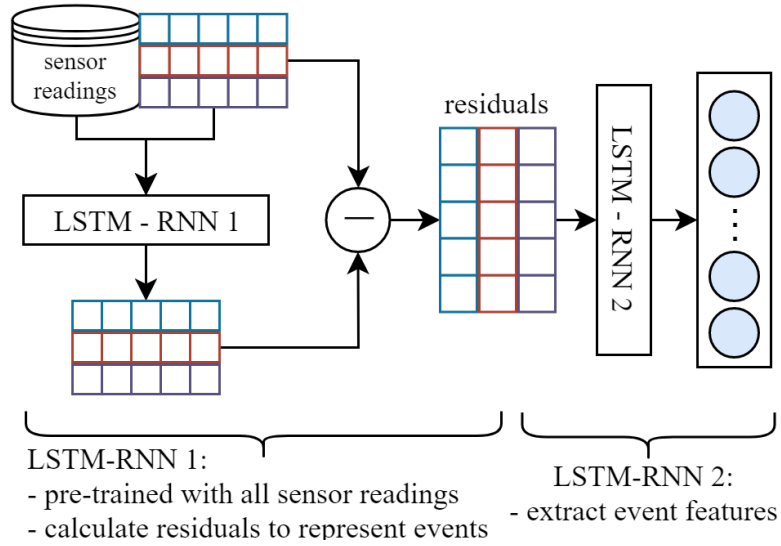 sensor
readings
residuals
LSTM - RNN 1
LSTM - RNN 2
LSTM-RNN 1:
- pre-trained with all sensor readings
- calculate residuals to represent events
LSTM-RNN 2:
- extract event features